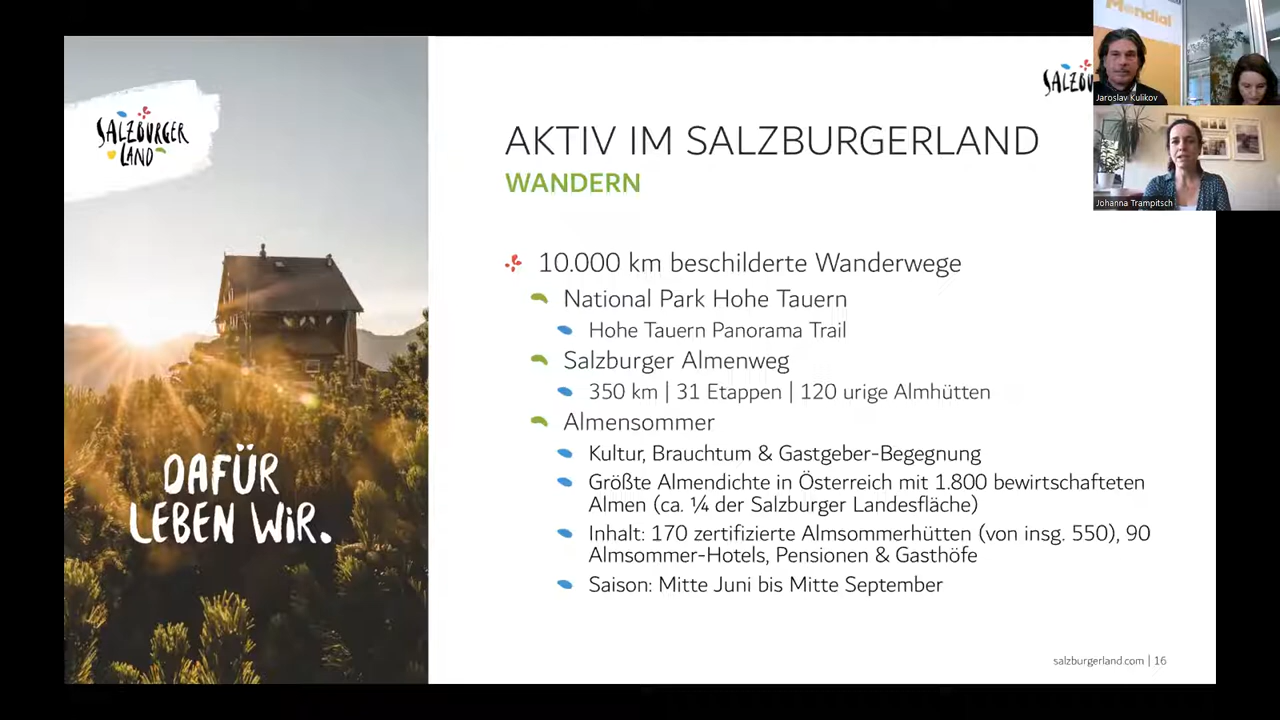 SALZBURGER
LAND
DAFÜR
LEBEN WIR.
AKTIV IM SALZBURGERLAND
WANDERN
10.000 km beschilderte Wanderwege
National Park Hohe Tauern
Hohe Tauern Panorama Trail
Salzburger Almenweg
350 km | 31 Etappen | 120 urige Almhütten
Almensommer
Kultur, Brauchtum & Gastgeber-Begegnung
Größte Almendichte in Österreich mit 1.800 bewirtschafteten
Almen (ca. ¼ der Salzburger Landesfläche)
Inhalt: 170 zertifizierte Almsommerhütten (von insg. 550), 90
Almsommer-Hotels, Pensionen & Gasthöfe
Saison: Mitte Juni bis Mitte September
salzburgerland.com | 16
Mondial
Jaroslav Kulikov
Johanna Trampitsch